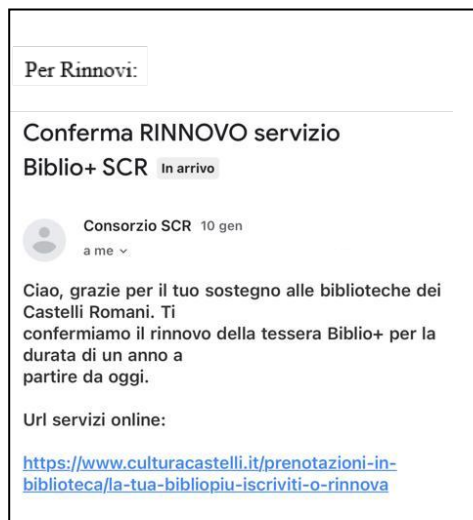 Per Rinnovi:
Conferma RINNOVO servizio
Biblio+ SCR In arrivo
Consorzio SCR 10 gen
a me
Ciao, grazie per il tuo sostegno alle biblioteche dei
Castelli Romani. Ti
confermiamo il rinnovo della tessera Biblio+ per la
durata di un anno a
partire da oggi.
Url servizi online:
https://www.culturacastelli.it/prenotazioni-in-
biblioteca/la-tua-bibliopiu-iscriviti-o-rinnova